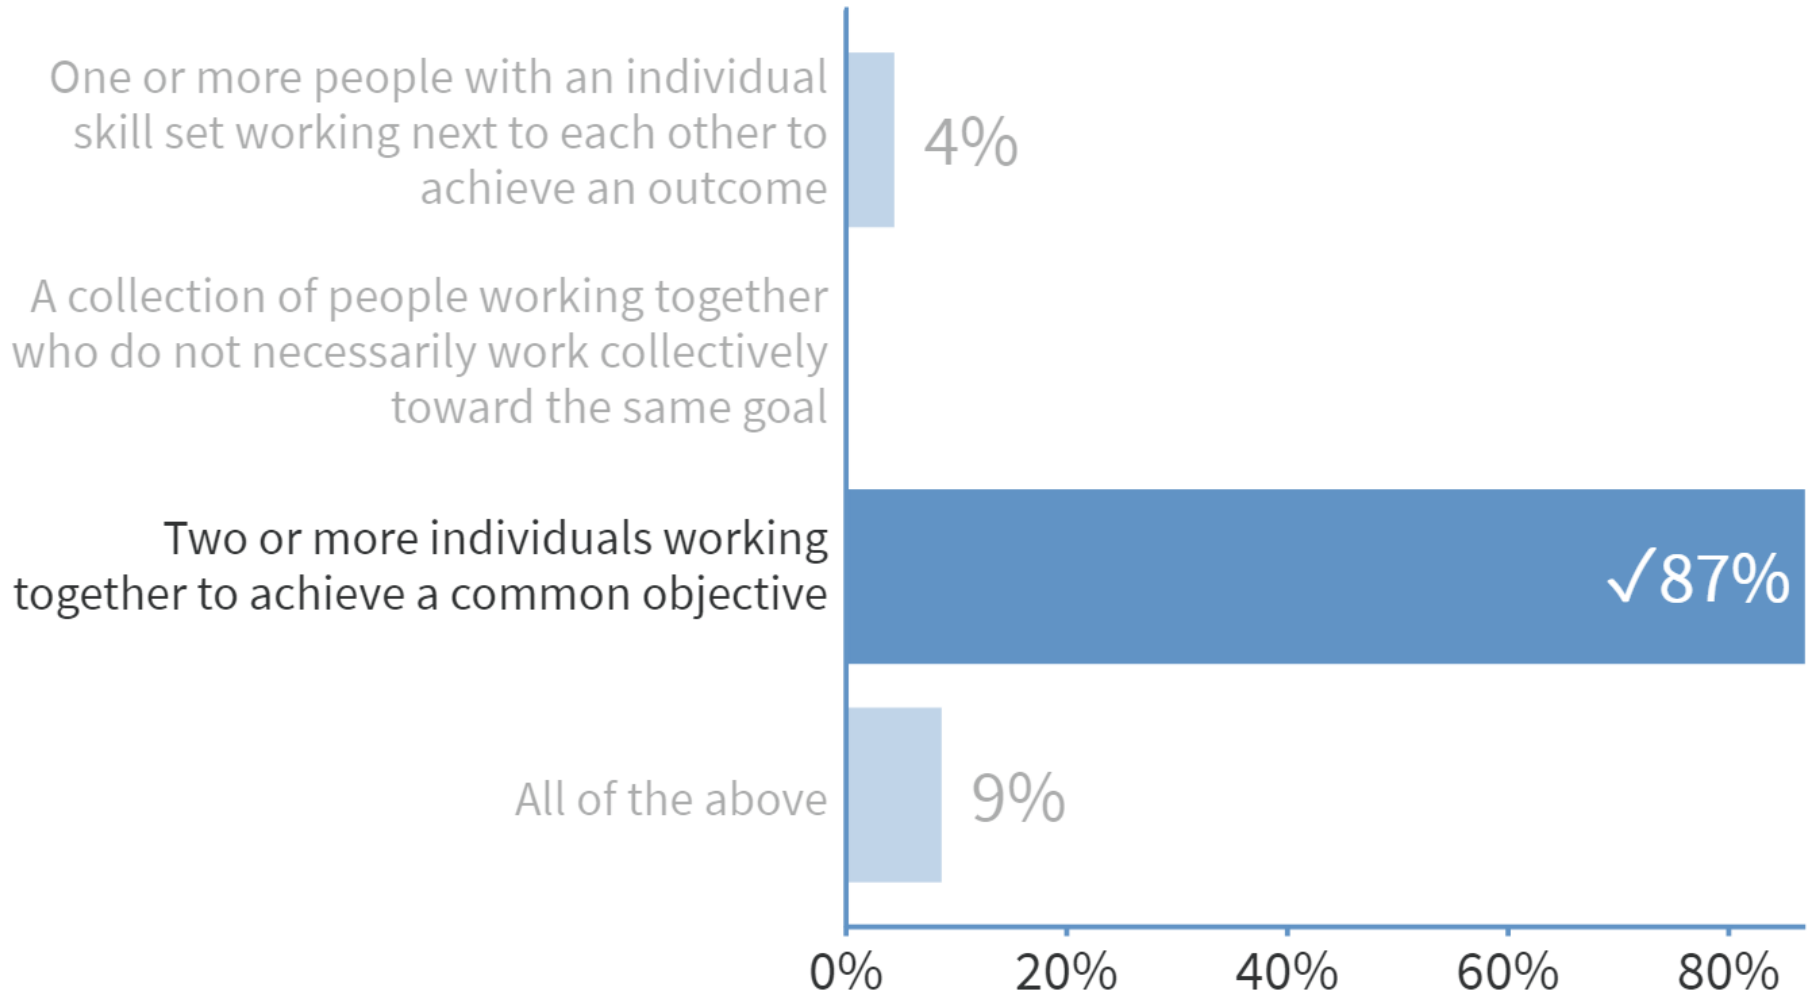 One or more people with an individual
skill set working next to each other to
achieve an outcome
4%
A collection of people working together
who do not necessarily work collectively
toward the same goal
Two or more individuals working
together to achieve a common objective
✓87%
All of the above
9%
0% 20% 40% 60% 80%